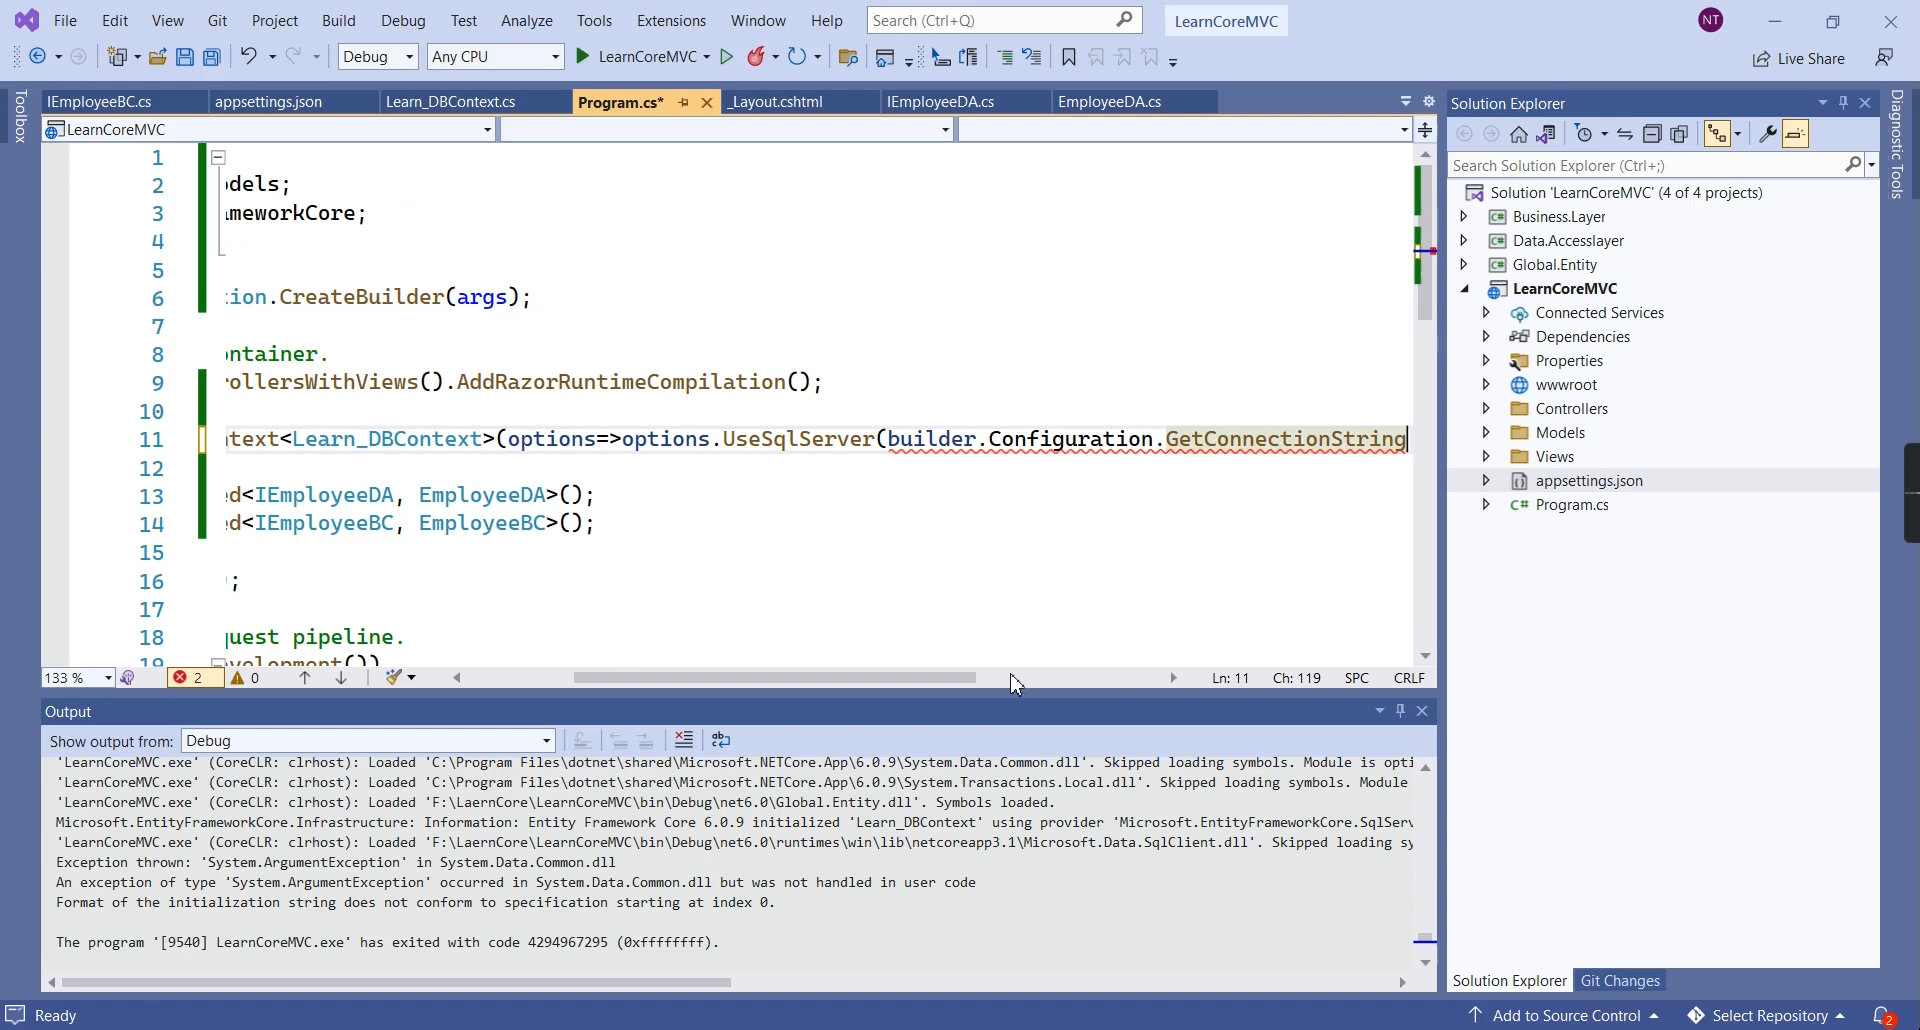 File Edit View Git Project Build Debug Test Analyze Tools Extensions Window Help Search (Ctrl+Q) LearnCoreMVC NT
Debug Any CPU LearnCoreMVC Live Share
Toolbox
IEmployeeBC.cs appsettings.json Learn_DBContext.cs Program.cs* _Layout.cshtml IEmployeeDA.cs EmployeeDA.cs
LearnCoreMVC
1
2 dels;
3 meworkCore;
4
5
6 ion.CreateBuilder(args);
7
8 ntainer.
9 ollersWithViews().AddRazorRuntimeCompilation();
10
11 text<Learn_DBContext>(options=>options.UseSqlServer(builder.Configuration.GetConnectionString
12
13 ed<IEmployeeDA, EmployeeDA>();
14 ed<IEmployeeBC, EmployeeBC>();
15
16 ;
17
18 uest pipeline.
19 velopment())
133 % 2 0 Ln: 11 Ch: 119 SPC CRLF
Output
Show output from: Debug
'LearnCoreMVC.exe' (CoreCLR: clrhost): Loaded 'C:\Program Files\dotnet\shared\Microsoft.NETCore.App\6.0.9\System.Data.Common.dll'. Skipped loading symbols. Module is opti
'LearnCoreMVC.exe' (CoreCLR: clrhost): Loaded 'C:\Program Files\dotnet\shared\Microsoft.NETCore.App\6.0.9\System.Transactions.Local.dll'. Skipped loading symbols. Module
'LearnCoreMVC.exe' (CoreCLR: clrhost): Loaded 'F:\LaernCore\LearnCoreMVC\bin\Debug\net6.0\Global.Entity.dll'. Symbols loaded.
Microsoft.EntityFrameworkCore.Infrastructure: Information: Entity Framework Core 6.0.9 initialized 'Learn_DBContext' using provider 'Microsoft.EntityFrameworkCore.SqlServ
'LearnCoreMVC.exe' (CoreCLR: clrhost): Loaded 'F:\LaernCore\LearnCoreMVC\bin\Debug\net6.0\runtimes\win\lib\netcoreapp3.1\Microsoft.Data.SqlClient.dll'. Skipped loading sy
Exception thrown: 'System.ArgumentException' in System.Data.Common.dll
An exception of type 'System.ArgumentException' occurred in System.Data.Common.dll but was not handled in user code
Format of the initialization string does not conform to specification starting at index 0.
The program '[9540] LearnCoreMVC.exe' has exited with code 4294967295 (0xffffffff).
Solution Explorer
Search Solution Explorer (Ctrl+;)
Solution 'LearnCoreMVC' (4 of 4 projects)
Business.Layer
Data.Accesslayer
Global.Entity
LearnCoreMVC
Connected Services
Dependencies
Properties
wwwroot
Controllers
Models
Views
appsettings.json
Program.cs
Solution Explorer Git Changes
Diagnostic Tools
Ready Add to Source Control Select Repository 2